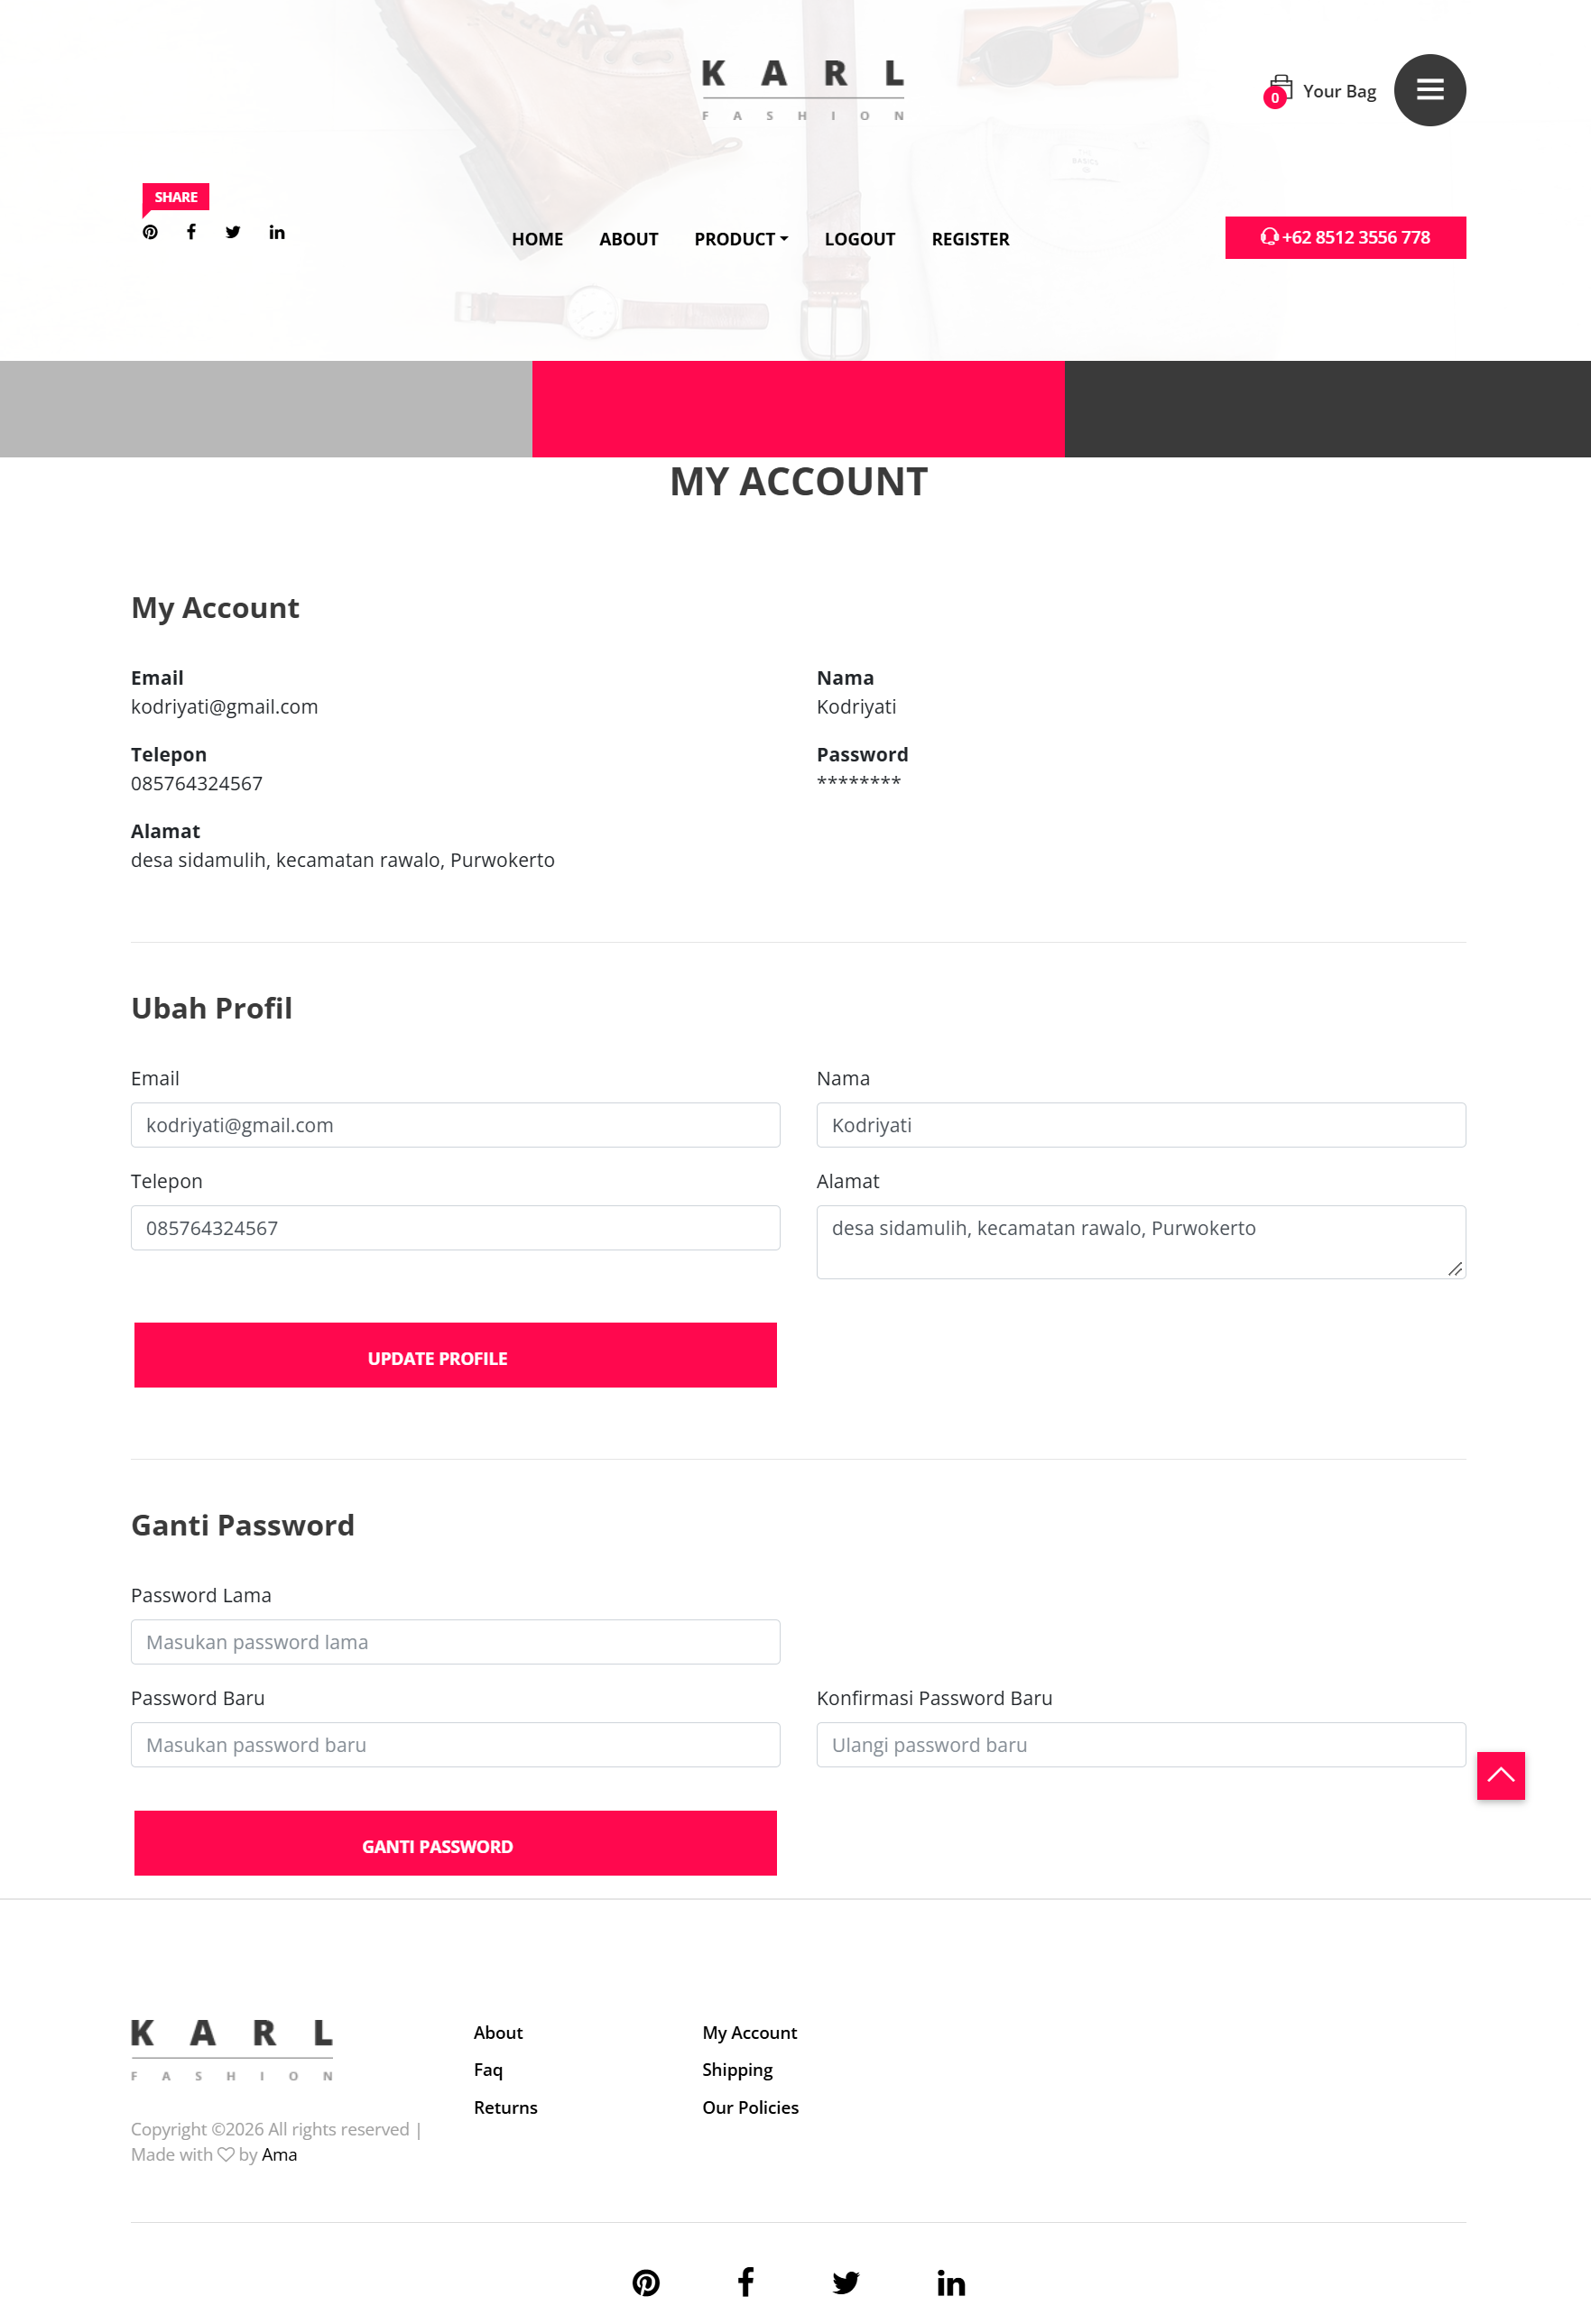 KARL
FASHION
0
Your Bag
SHARE
HOME ABOUT PRODUCT LOGOUT REGISTER
+62 8512 3556 778
MY ACCOUNT
My Account
Email
kodriyati@gmail.com
Nama
Kodriyati
Telepon
085764324567
Password
********
Alamat
desa sidamulih, kecamatan rawalo, Purwokerto
Ubah Profil
Email
kodriyati@gmail.com
Nama
Kodriyati
Telepon
085764324567
Alamat
desa sidamulih, kecamatan rawalo, Purwokerto
UPDATE PROFILE
Ganti Password
Password Lama
Masukan password lama
Password Baru
Masukan password baru
Konfirmasi Password Baru
Ulangi password baru
GANTI PASSWORD
KARL
FASHION
Copyright ©2026 All rights reserved |
Made with ♡ by Ama
About
Faq
Returns
My Account
Shipping
Our Policies